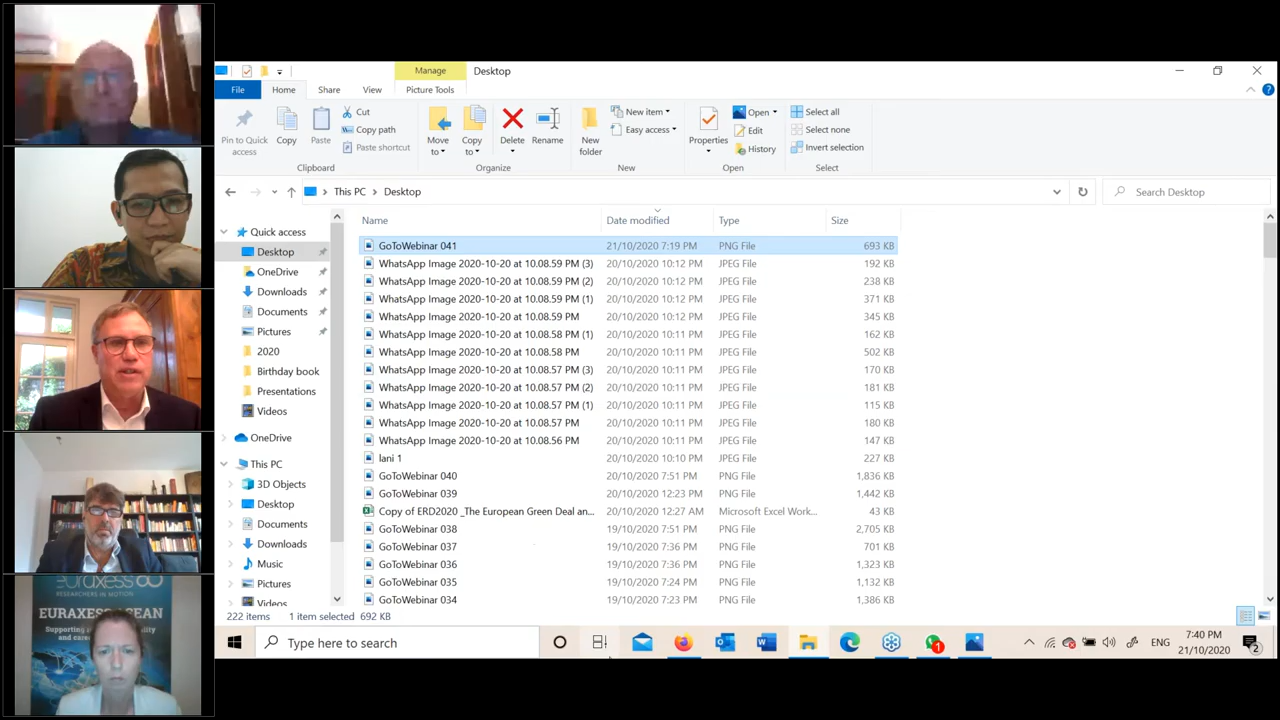 Manage
Desktop
File
Home
Share
View
Picture Tools
Pin to Quick access
Copy
Paste
Cut
Copy path
Paste shortcut
Clipboard
Move to
Copy to
Delete
Rename
Organize
New folder
New item
Easy access
New
Properties
Open
Edit
History
Open
Select all
Select none
Invert selection
Select
This PC > Desktop
Search Desktop
Quick access
Desktop
OneDrive
Downloads
Documents
Pictures
2020
Birthday book
Presentations
Videos
OneDrive
This PC
3D Objects
Desktop
Documents
Downloads
Music
Pictures
Videos
Name Date modified Type Size
GoToWebinar 041 21/10/2020 7:19 PM PNG File 693 KB
WhatsApp Image 2020-10-20 at 10.08.59 PM (3) 20/10/2020 10:12 PM JPEG File 192 KB
WhatsApp Image 2020-10-20 at 10.08.59 PM (2) 20/10/2020 10:12 PM JPEG File 238 KB
WhatsApp Image 2020-10-20 at 10.08.59 PM (1) 20/10/2020 10:12 PM JPEG File 371 KB
WhatsApp Image 2020-10-20 at 10.08.59 PM 20/10/2020 10:12 PM JPEG File 345 KB
WhatsApp Image 2020-10-20 at 10.08.58 PM (1) 20/10/2020 10:11 PM JPEG File 162 KB
WhatsApp Image 2020-10-20 at 10.08.58 PM 20/10/2020 10:11 PM JPEG File 502 KB
WhatsApp Image 2020-10-20 at 10.08.57 PM (3) 20/10/2020 10:11 PM JPEG File 170 KB
WhatsApp Image 2020-10-20 at 10.08.57 PM (2) 20/10/2020 10:11 PM JPEG File 181 KB
WhatsApp Image 2020-10-20 at 10.08.57 PM (1) 20/10/2020 10:11 PM JPEG File 115 KB
WhatsApp Image 2020-10-20 at 10.08.57 PM 20/10/2020 10:11 PM JPEG File 180 KB
WhatsApp Image 2020-10-20 at 10.08.56 PM 20/10/2020 10:11 PM JPEG File 147 KB
lani 1 20/10/2020 10:10 PM JPEG File 227 KB
GoToWebinar 040 20/10/2020 7:51 PM PNG File 1,836 KB
GoToWebinar 039 20/10/2020 12:23 PM PNG File 1,442 KB
Copy of ERD2020 _The European Green Deal an... 20/10/2020 12:27 AM Microsoft Excel Work... 43 KB
GoToWebinar 038 19/10/2020 7:51 PM PNG File 2,705 KB
GoToWebinar 037 19/10/2020 7:36 PM PNG File 701 KB
GoToWebinar 036 19/10/2020 7:36 PM PNG File 1,323 KB
GoToWebinar 035 19/10/2020 7:24 PM PNG File 1,132 KB
GoToWebinar 034 19/10/2020 7:23 PM PNG File 1,386 KB
222 items 1 item selected 692 KB
Type here to search
1
ENG
7:40 PM
21/10/2020
2
euraxess
RESEARCHERS IN MOTION
EURAXESS ASEAN